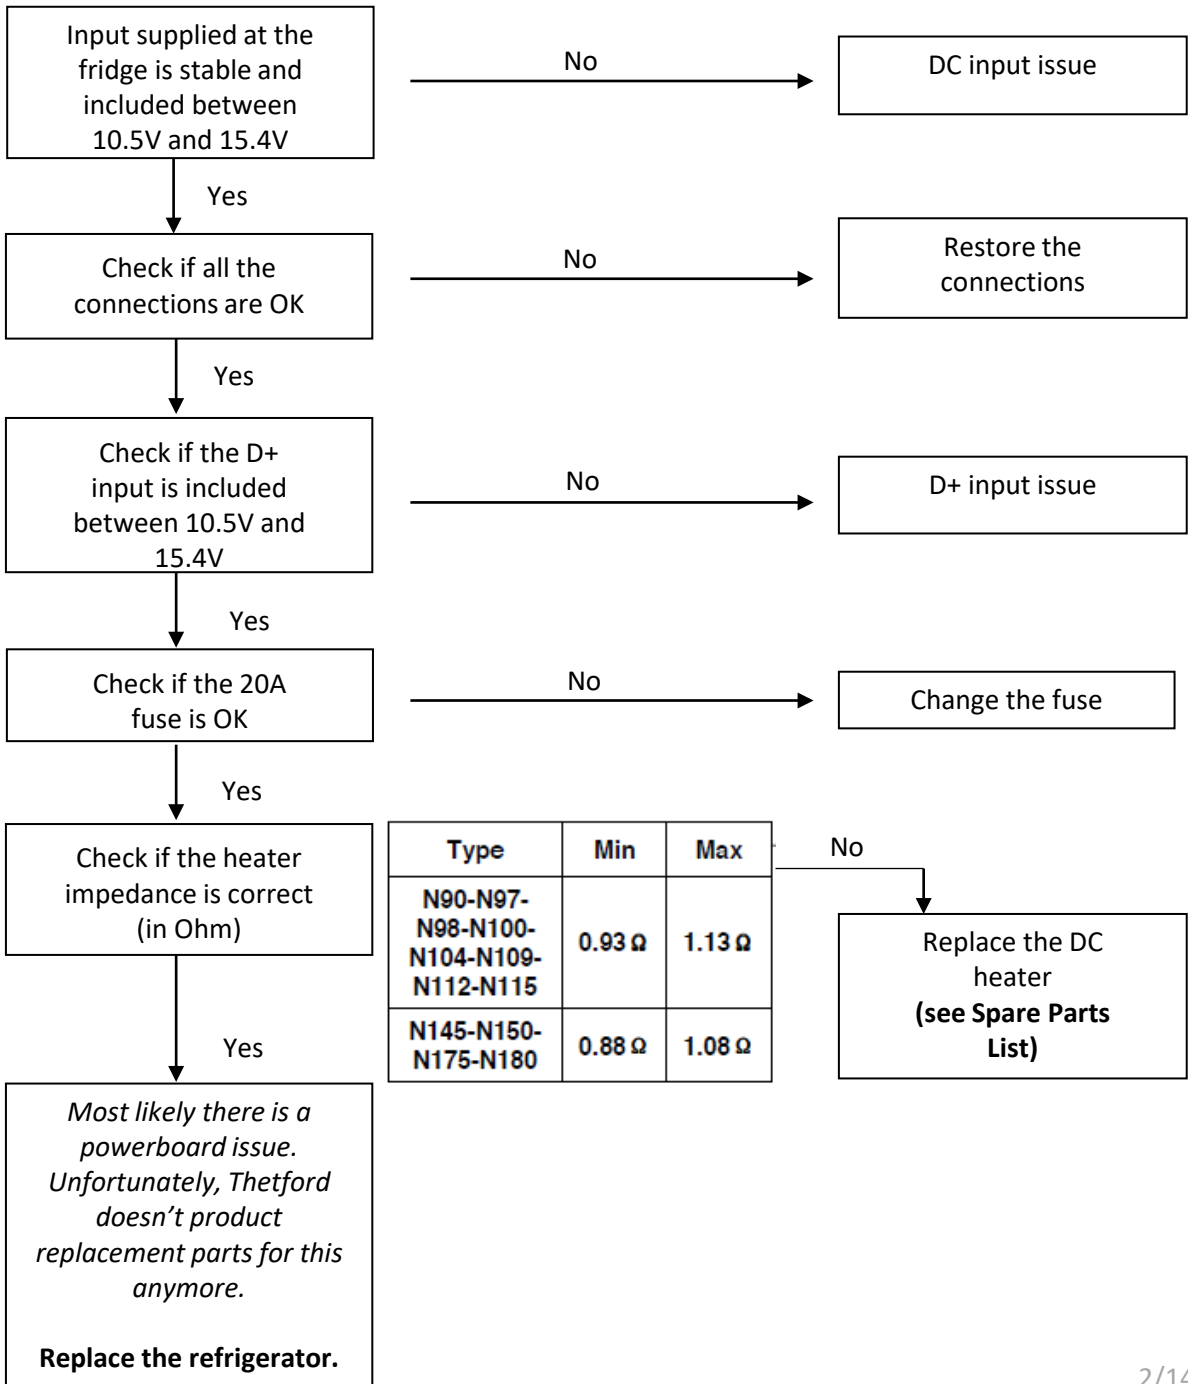 Input supplied at the
fridge is stable and
included between
10.5V and 15.4V
No
DC input issue
Yes
Check if all the
connections are OK
No
Restore the
connections
Yes
Check if the D+
input is included
between 10.5V and
15.4V
No
D+ input issue
Yes
Check if the 20A
fuse is OK
No
Change the fuse
Yes
Check if the heater
impedance is correct
(in Ohm)
Type Min Max
N90-N97-
N98-N100-
N104-N109-
N112-N115
0.93 Ω 1.13 Ω
N145-N150-
N175-N180
0.88 Ω 1.08 Ω
No
Replace the DC
heater
(see Spare Parts
List)
Yes
Most likely there is a
powerboard issue.
Unfortunately, Thetford
doesn’t product
replacement parts for this
anymore.
Replace the refrigerator.
2/14